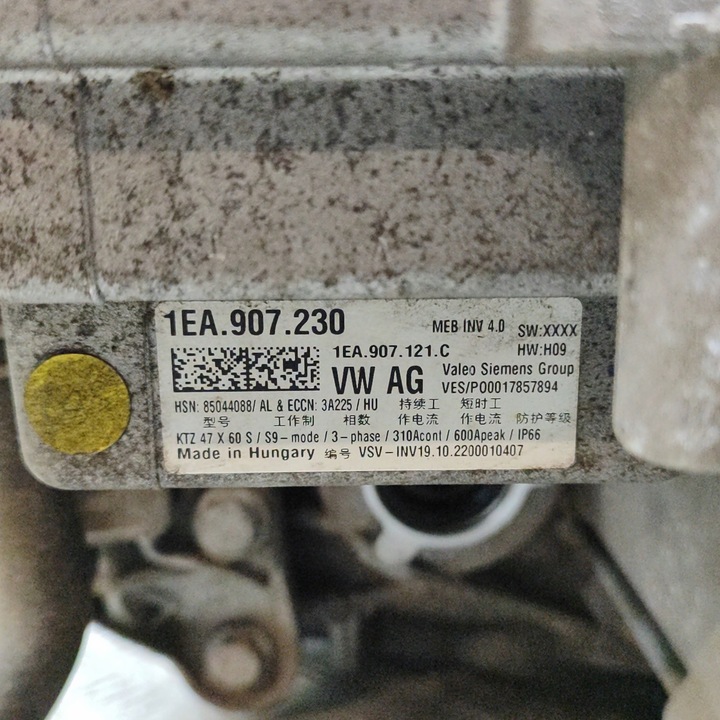 1EA.907.230 MEB INV 4.0 SW:XXXX
1EA.907.121.C HW:H09
VW AG Valeo Siemens Group
VES/P00017857894
HSN: 85044088/ AL & ECCN: 3A225 / HU 持续工 短时工
型号 工作制 相数 作电流 作电流 防护等级
KTZ 47 X 60 S / S9-mode / 3-phase / 310Acont / 600Apeak / IP66
Made in Hungary 编号 VSV-INV19.10.2200010407